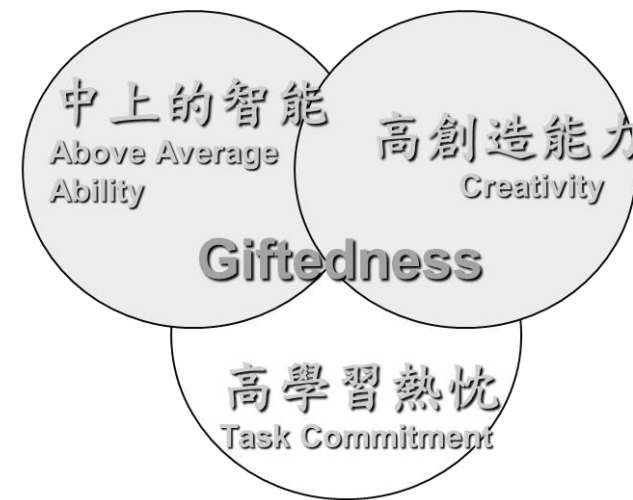 中上的智能
Above Average
Ability
高創造能力
Creativity
Giftedness
高學習熱忱
Task Commitment